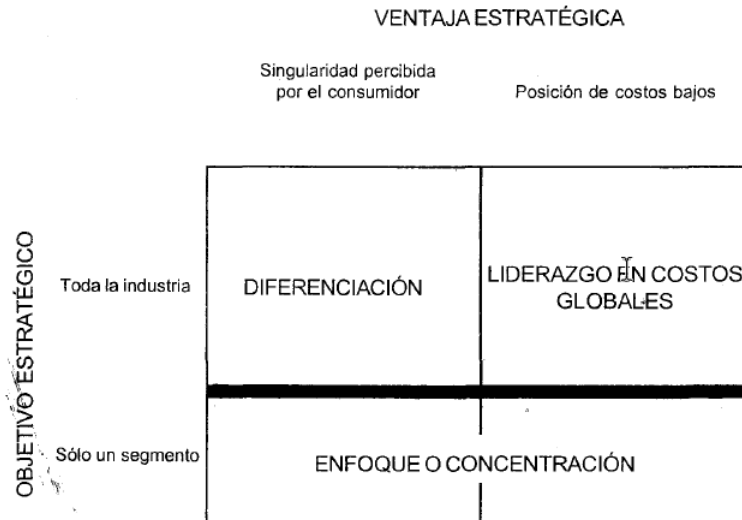 VENTAJA ESTRATÉGICA
Singularidad percibida
por el consumidor
Posición de costos bajos
OBJETIVO ESTRATÉGICO
Toda la industria
DIFERENCIACIÓN
LIDERAZGO EN COSTOS
GLOBALES
Sólo un segmento
ENFOQUE O CONCENTRACIÓN